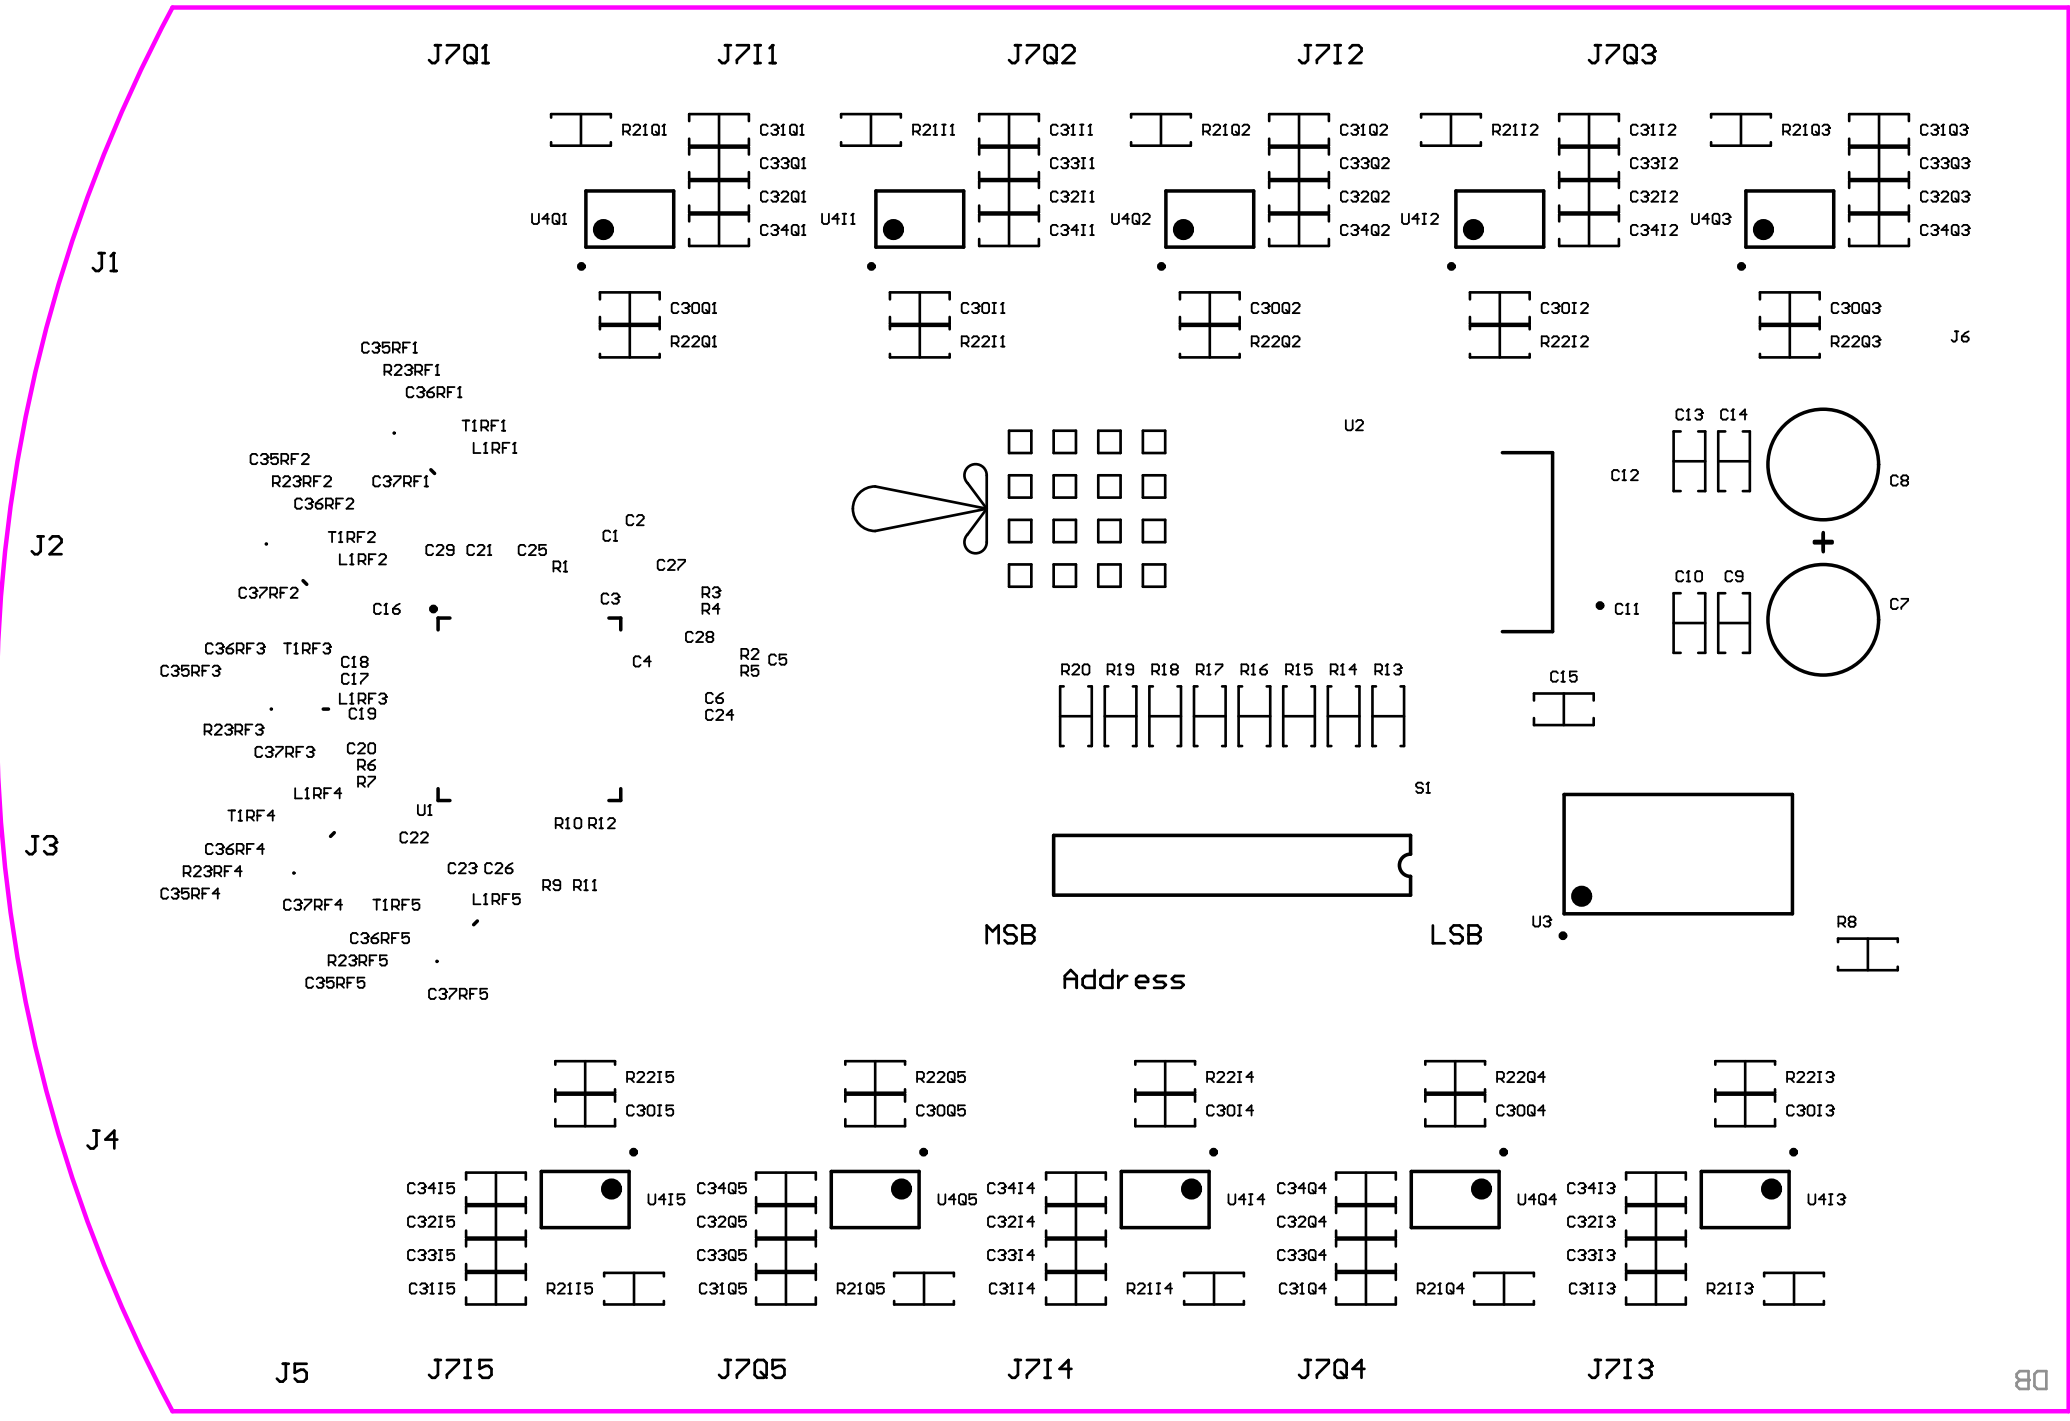 J7Q1 J7I1 J7Q2 J7I2 J7Q3
R21Q1 C31Q1 R21I1 C31I1 R21Q2 C31Q2 R21I2 C31I2 R21Q3 C31Q3
C33Q1 C33I1 C33Q2 C33I2 C33Q3
C32Q1 C32I1 C32Q2 C32I2 C32Q3
U4Q1 U4I1 U4Q2 U4I2 U4Q3
C34Q1 C34I1 C34Q2 C34I2 C34Q3
J1
C30Q1 C30I1 C30Q2 C30I2 C30Q3
R22Q1 R22I1 R22Q2 R22I2 R22Q3
J6
C35RF1
R23RF1
C36RF1
C13 C14
T1RF1 U2
L1RF1
C35RF2
C12
R23RF2 C37RF1 C8
C36RF2
C2
T1RF2 C1
J2
C29 C21 C25
L1RF2
R1 C27
C10 C9
C37RF2 R3
C3
C16 R4 C11 C7
C28
C36RF3 T1RF3
R2
C18 C4 C5
C35RF3 R5 R20 R19 R18 R17 R16 R15 R14 R13
C17 C15
L1RF3 C6
C19 C24
R23RF3
C37RF3 C20
R6
R7
L1RF4 S1
U1
T1RF4
R10 R12
C22
J3
C36RF4
R23RF4 C23 C26
R9 R11
C35RF4
L1RF5
C37RF4 T1RF5
U3 R8
MSB LSB
C36RF5
R23RF5
Address
C35RF5
C37RF5
R22I5 R22Q5 R22I4 R22Q4 R22I3
C30I5 C30Q5 C30I4 C30Q4 C30I3
J4
C34I5 C34Q5 C34I4 C34Q4 C34I3
U4I5 U4Q5 U4I4 U4Q4 U4I3
C32I5 C32Q5 C32I4 C32Q4 C32I3
C33I5 C33Q5 C33I4 C33Q4 C33I3
C31I5 R21I5 C31Q5 R21Q5 C31I4 R21I4 C31Q4 R21Q4 C31I3 R21I3
J5 J7I5 J7Q5 J7I4 J7Q4 J7I3
DB